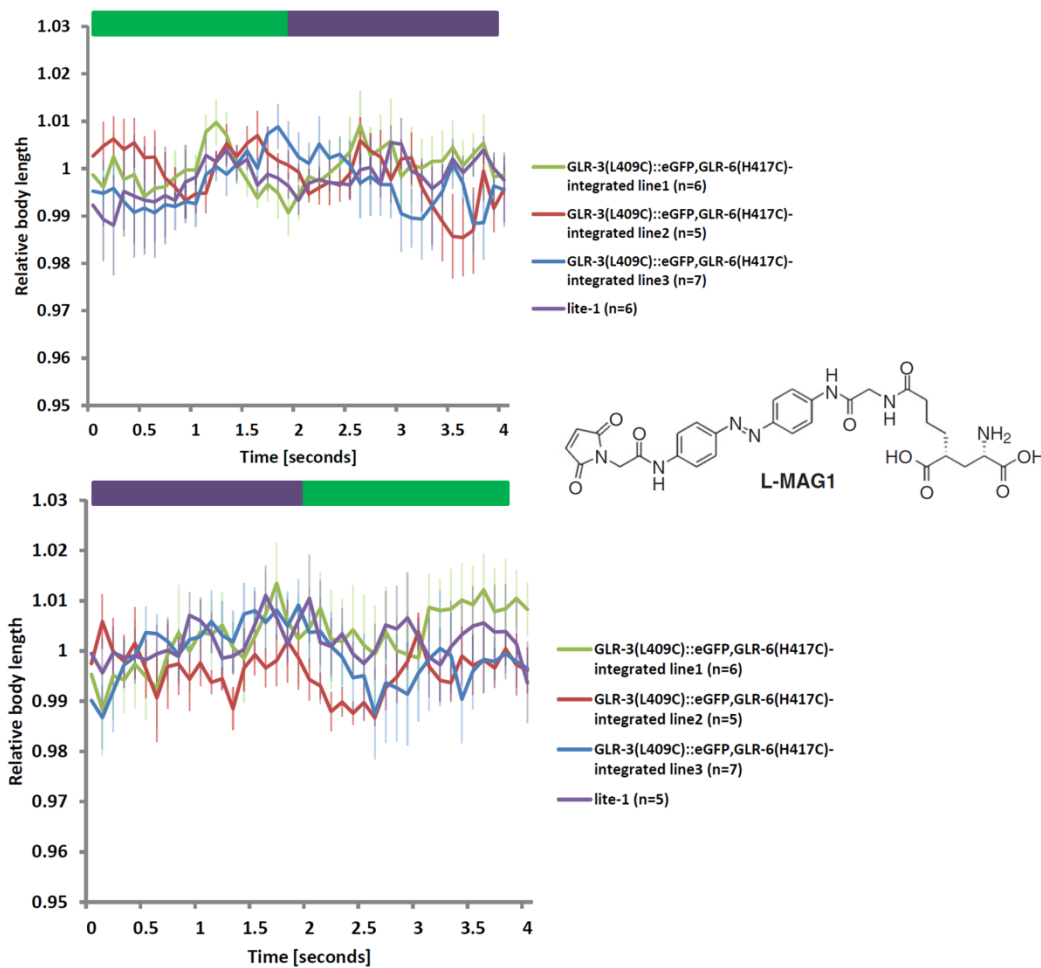 1.03
1.02
1.01
1
0.99
0.98
0.97
0.96
0.95
Relative body length
0 0.5 1 1.5 2 2.5 3 3.5 4
Time [seconds]
GLR-3(L409C)::eGFP,GLR-6(H417C)-
integrated line1 (n=6)
GLR-3(L409C)::eGFP,GLR-6(H417C)-
integrated line2 (n=5)
GLR-3(L409C)::eGFP,GLR-6(H417C)-
integrated line3 (n=7)
lite-1 (n=6)
O
N
O
O
N
H
N
N
H
N
O
N
H
O
NH2
HO
O
O
OH
L-MAG1
1.03
1.02
1.01
1
0.99
0.98
0.97
0.96
0.95
Relative body length
0 0.5 1 1.5 2 2.5 3 3.5 4
Time [seconds]
GLR-3(L409C)::eGFP,GLR-6(H417C)-
integrated line1 (n=6)
GLR-3(L409C)::eGFP,GLR-6(H417C)-
integrated line2 (n=5)
GLR-3(L409C)::eGFP,GLR-6(H417C)-
integrated line3 (n=7)
lite-1 (n=5)